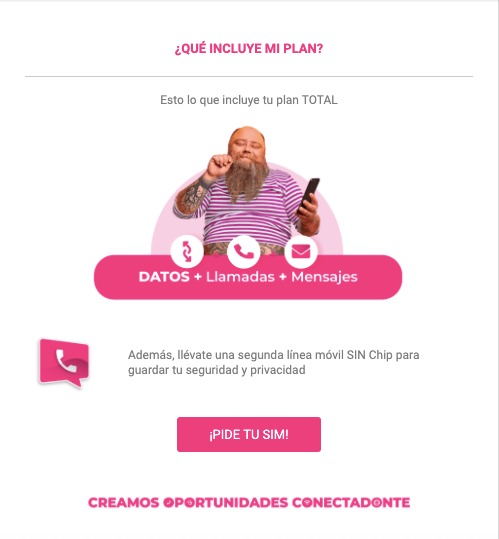 ¿QUÉ INCLUYE MI PLAN?
Esto lo que incluye tu plan TOTAL
DATOS + Llamadas + Mensajes
Además, llévate una segunda línea móvil SIN Chip para
guardar tu seguridad y privacidad
¡PIDE TU SIM!
CREAMOS OPORTUNIDADES CONECTADONTE